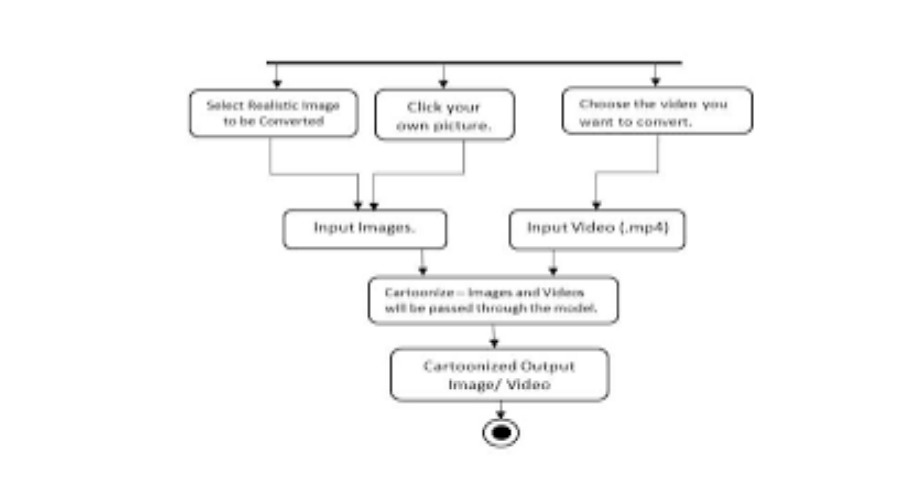 Select Realistic Image
to be Converted
Click your
own picture.
Choose the video you
want to convert.
Input Images.
Input Video (.mp4)
Cartoonize – Images and Videos
will be passed through the model.
Cartoonized Output
Image/ Video